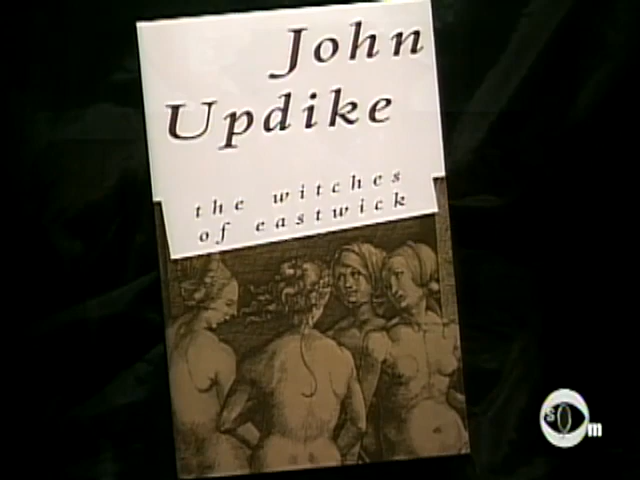 John
Updike
the witches
of eastwick
s m